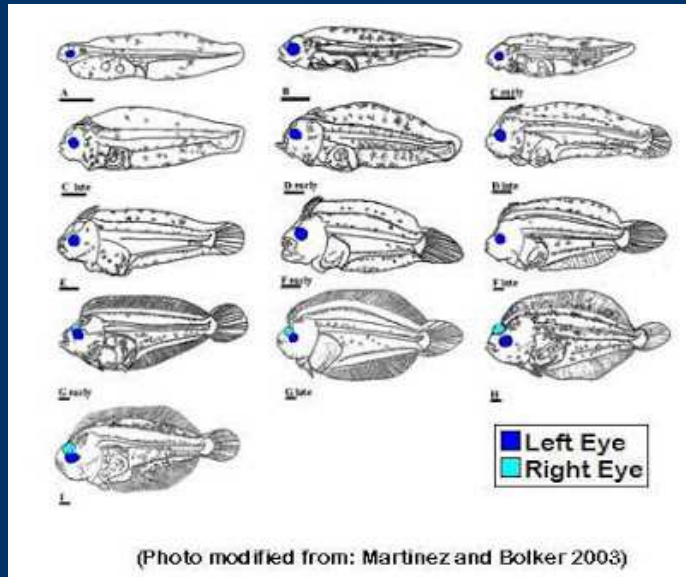 A
B
C early
C late
D early
D late
E
F early
F late
G early
G late
H
I
Left Eye
Right Eye
(Photo modified from: Martinez and Bolker 2003)